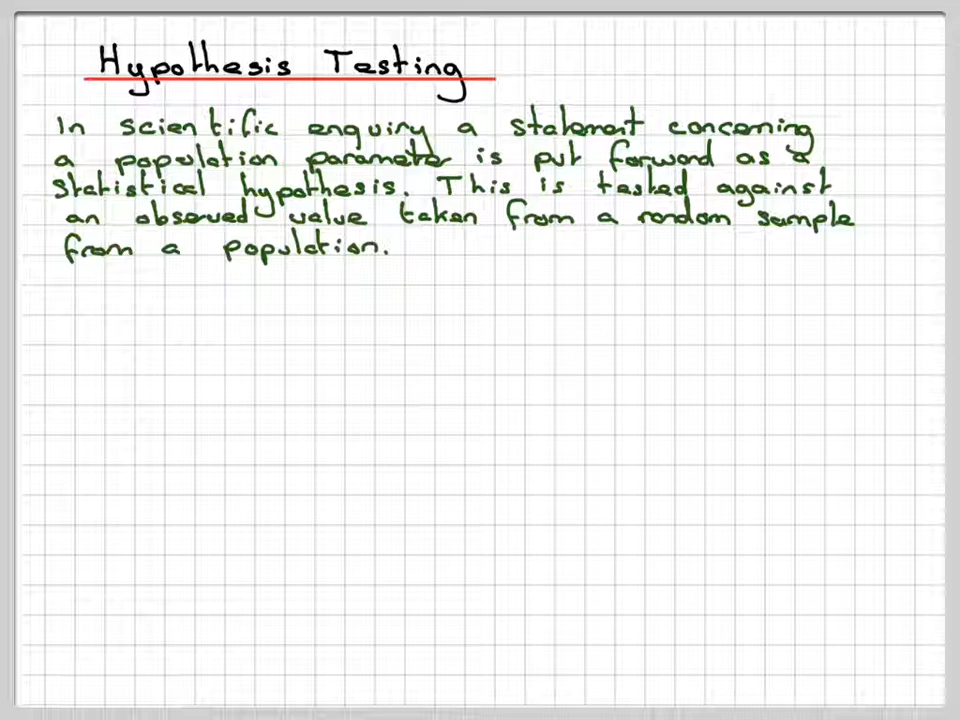 Hypothesis Testing
In scientific enquiry a statement concerning
a population parameter is put forward as a
statistical hypothesis. This is tested against
an observed value taken from a random sample
from a population.